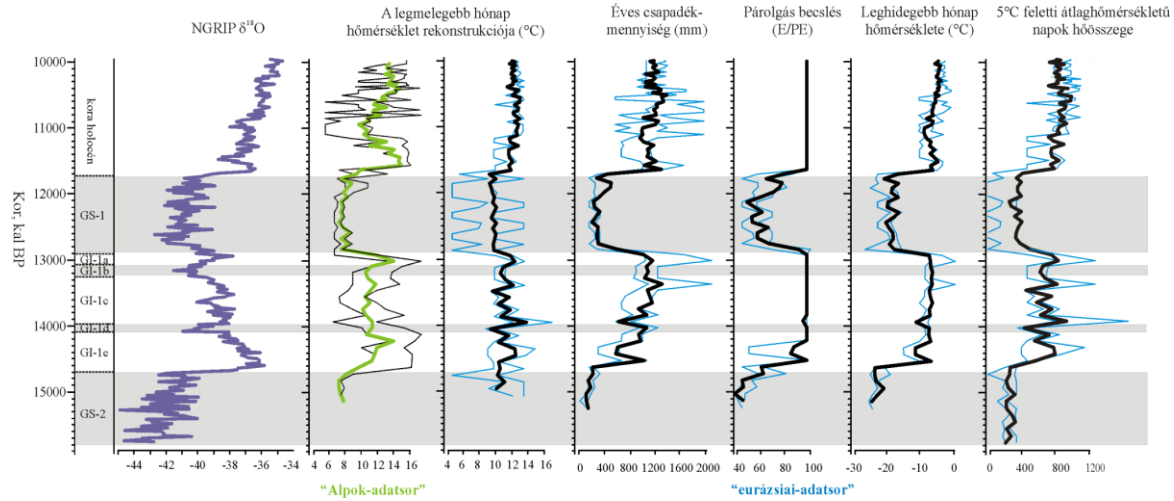 NGRIP δ¹⁸O
A legmelegebb hónap
hőmérséklet rekonstrukciója (°C)
Éves csapadék-
mennyiség (mm)
Párolgás becslés
(E/PE)
Leghidegebb hónap
hőmérséklete (°C)
5°C feletti átlaghőmérsékletű
napok hőösszege
Kor, kal BP
10000
11000
12000
13000
14000
15000
kora holocén
GS-1
GI-1a
GI-1b
GI-1c
GI-1d
GI-1e
GS-2
-44 -42 -40 -38 -36 -34
4 6 8 10 12 14 16
4 6 8 10 12 14 16
0 400 800 1200 1600 2000
40 60 80 100
-30 -20 -10 0
0 400 800 1200
“Alpok-adatsor”
“eurázsiai-adatsor”